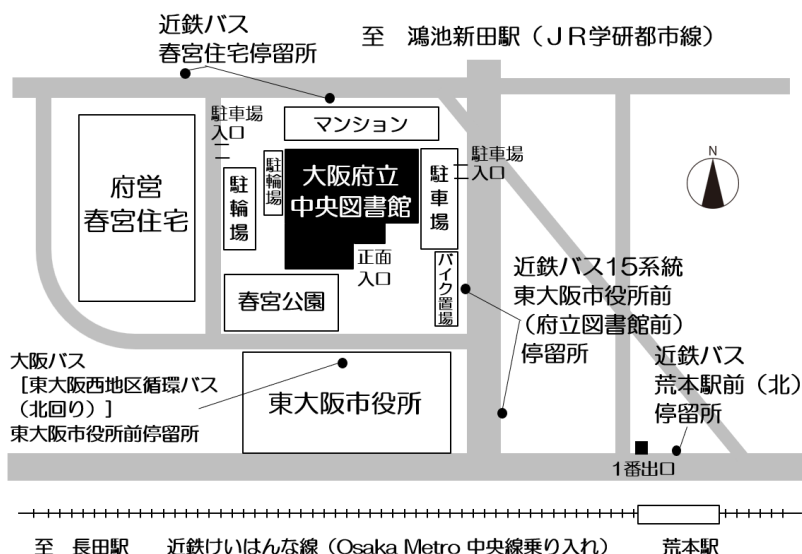 近鉄バス
春宮住宅停留所
至 鴻池新田駅（ＪＲ学研都市線）
駐車場
入口
マンション
府営
春宮住宅
駐輪場
駐輪場
大阪府立
中央図書館
駐車場
駐車場
入口
N
正面
入口
バイク置場
春宮公園
近鉄バス15系統
東大阪市役所前
（府立図書館前）
停留所
大阪バス
［東大阪西地区循環バス
（北回り）］
東大阪市役所前停留所
東大阪市役所
近鉄バス
荒本駅前（北）
停留所
1番出口
至 長田駅
近鉄けいはんな線（Osaka Metro 中央線乗り入れ）
荒本駅